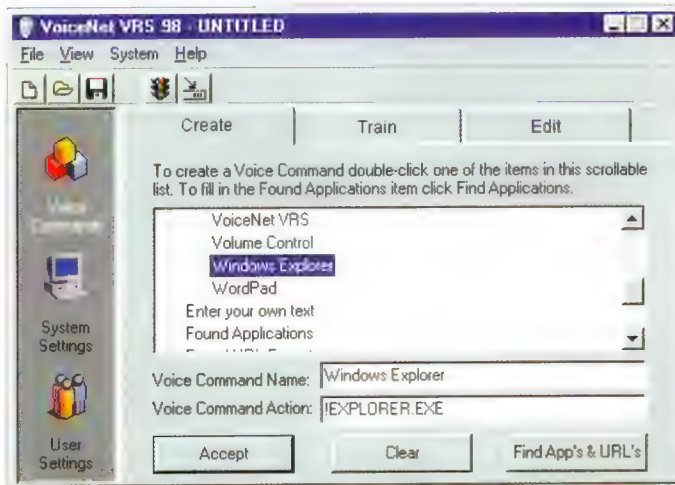 VoiceNet VRS 98 - UNTITLED
File View System Help
Create Train Edit
To create a Voice Command double-click one of the items in this scrollable
list. To fill in the Found Applications item click Find Applications.
Voice
Command
System
Settings
User
Settings
VoiceNet VRS
Volume Control
Windows Explorer
WordPad
Enter your own text
Found Applications
Voice Command Name: Windows Explorer
Voice Command Action: !EXPLORER.EXE
Accept Clear Find App's & URL's